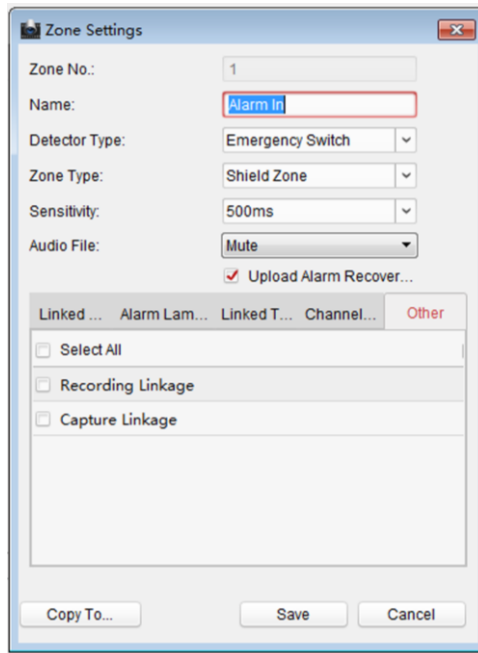 Zone Settings
Zone No.: 1
Name: Alarm In
Detector Type: Emergency Switch
Zone Type: Shield Zone
Sensitivity: 500ms
Audio File: Mute
Upload Alarm Recover...
Linked ... Alarm Lam... Linked T... Channel... Other
Select All
Recording Linkage
Capture Linkage
Copy To... Save Cancel